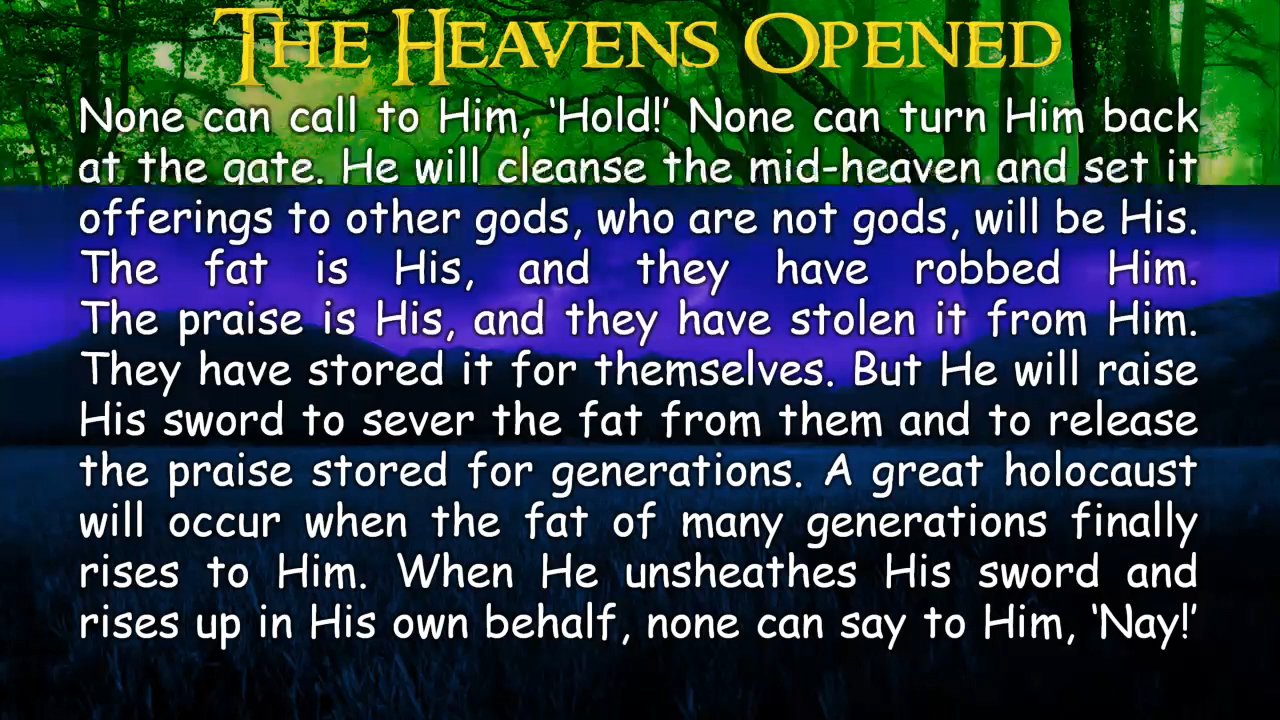 THE HEAVENS OPENED
None can call to Him, ‘Hold!’ None can turn Him back
at the gate. He will cleanse the mid-heaven and set it
offerings to other gods, who are not gods, will be His.
The fat is His, and they have robbed Him.
The praise is His, and they have stolen it from Him.
They have stored it for themselves. But He will raise
His sword to sever the fat from them and to release
the praise stored for generations. A great holocaust
will occur when the fat of many generations finally
rises to Him. When He unsheathes His sword and
rises up in His own behalf, none can say to Him, ‘Nay!’